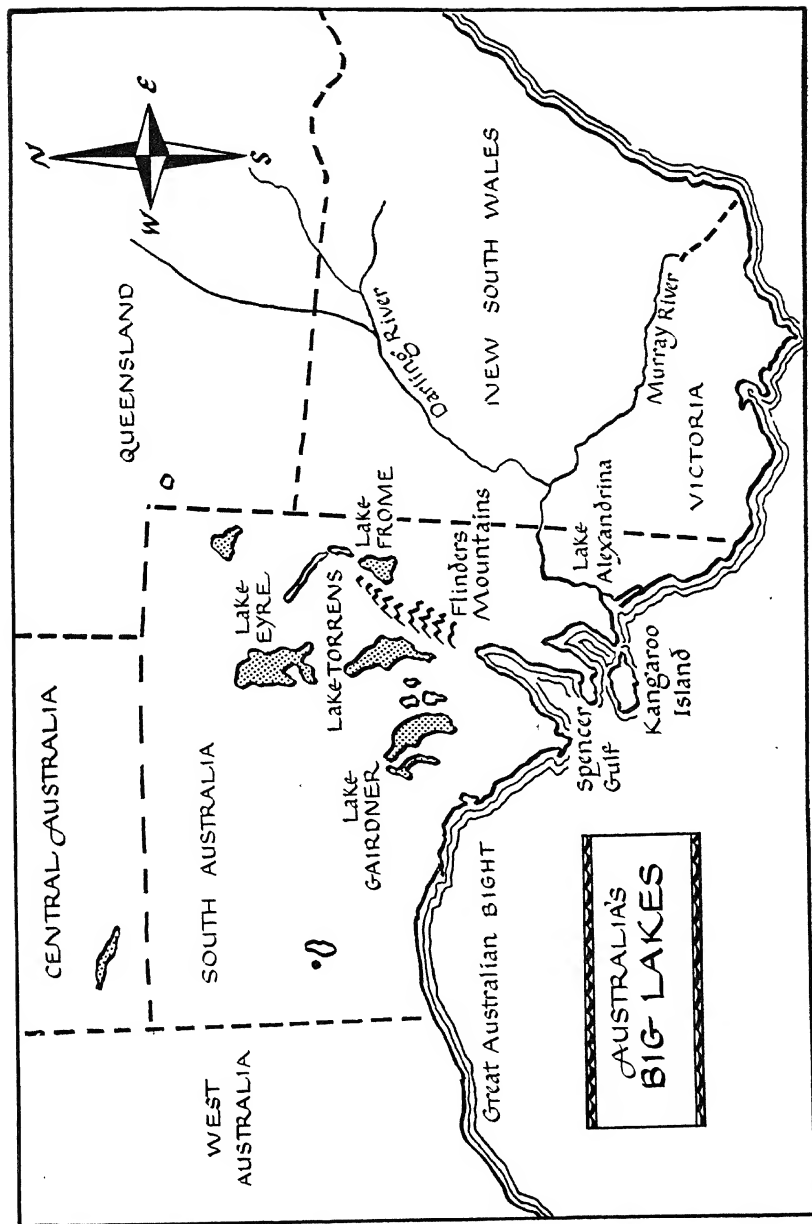 N
W
E
S
CENTRAL AUSTRALIA
QUEENSLAND
WEST
AUSTRALIA
SOUTH AUSTRALIA
Lake
EYRE
Lake TORRENS
Lake
FROME
Lake
GAIRDNER
Flinders
Mountains
Darling River
NEW SOUTH WALES
Great Australian BIGHT
Spencer
Gulf
Kangaroo
Island
Lake
Alexandrina
Murray River
VICTORIA
AUSTRALIA'S
BIG LAKES